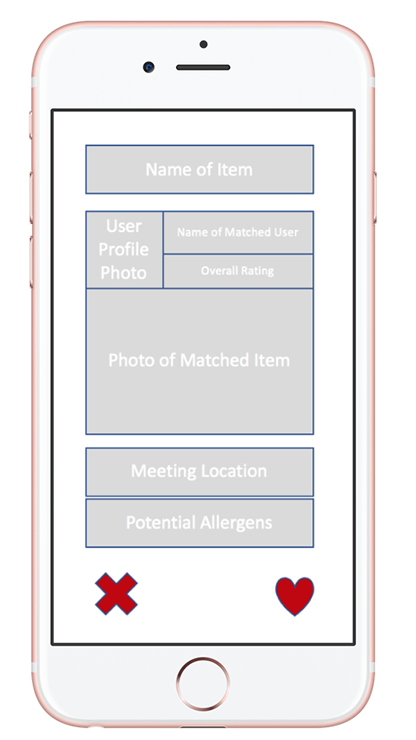 Name of Item
User
Profile
Photo
Name of Matched User
Overall Rating
Photo of Matched Item
Meeting Location
Potential Allergens